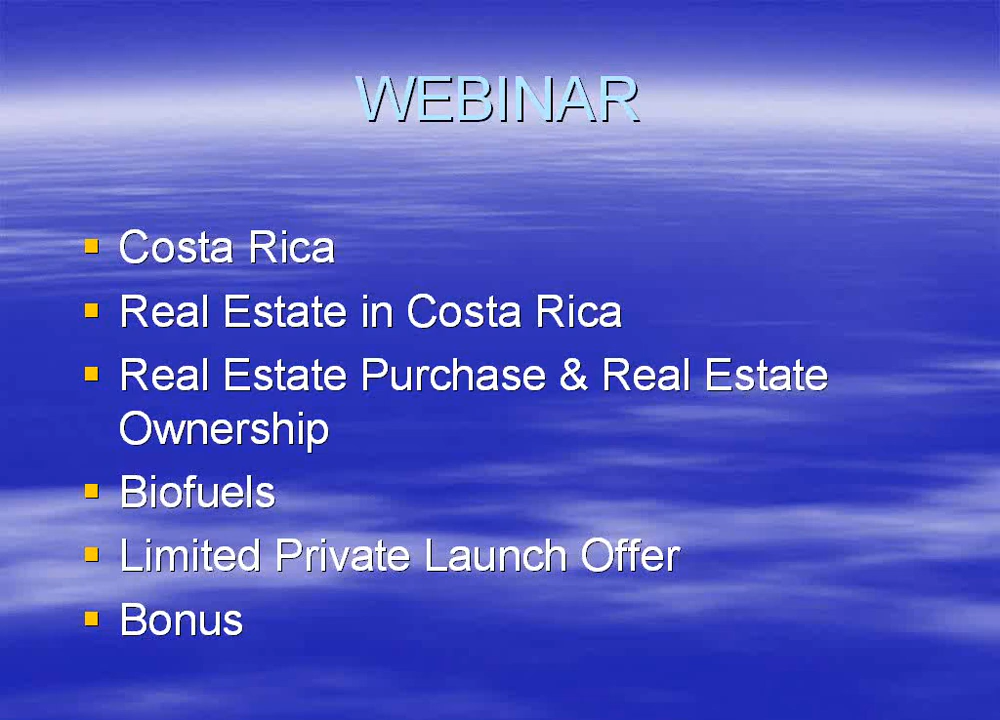 WEBINAR
Costa Rica
Real Estate in Costa Rica
Real Estate Purchase & Real Estate
Ownership
Biofuels
Limited Private Launch Offer
Bonus